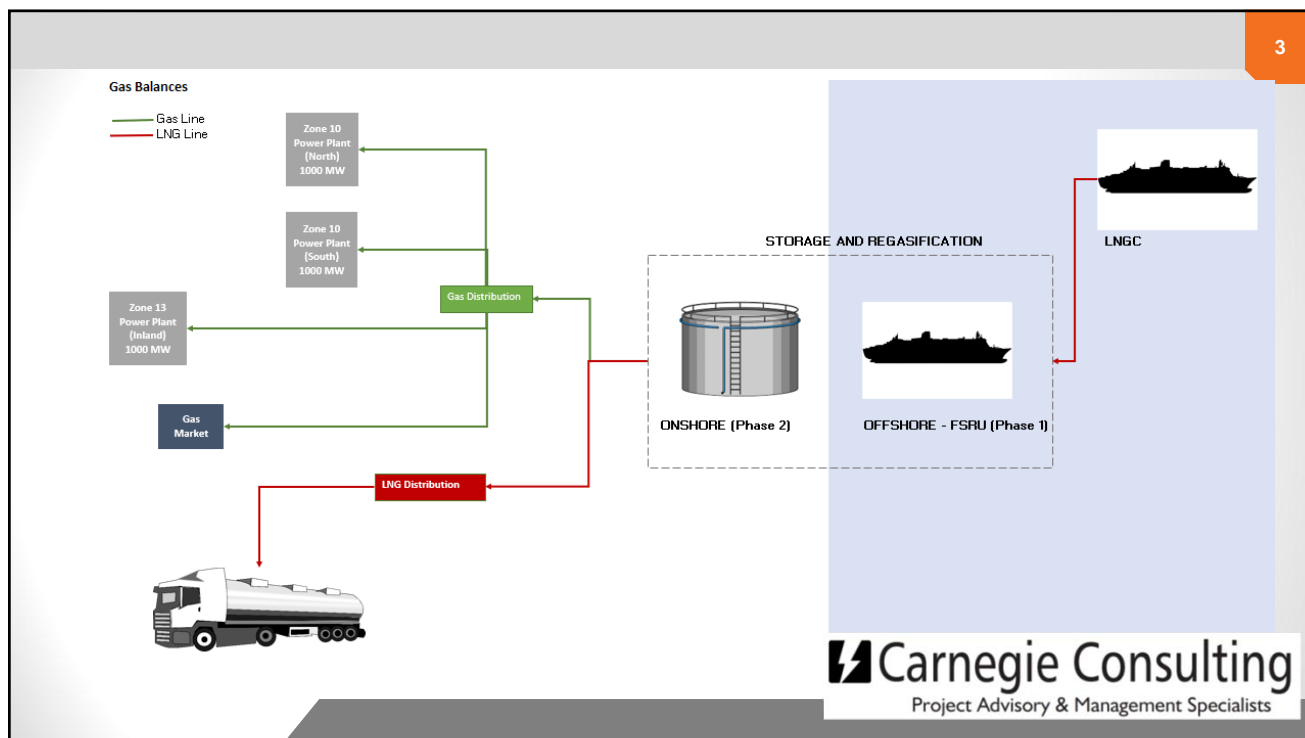 3
Gas Balances
Gas Line
LNG Line
Zone 10
Power Plant
(North)
1000 MW
Zone 10
Power Plant
(South)
1000 MW
Zone 13
Power Plant
(Inland)
1000 MW
Gas
Market
Gas Distribution
LNG Distribution
STORAGE AND REGASIFICATION
ONSHORE (Phase 2)
OFFSHORE - FSRU (Phase 1)
LNGC
Carnegie Consulting
Project Advisory & Management Specialists